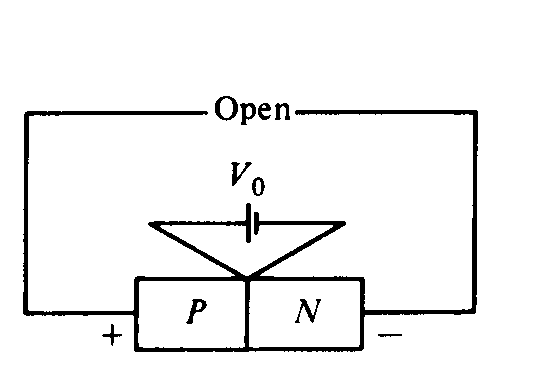 Open
V₀
P N
+ −